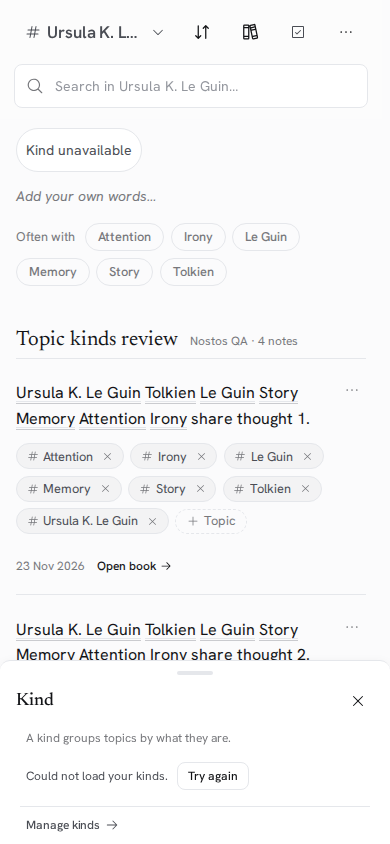 # Ursula K. L...
Search in Ursula K. Le Guin...
Kind unavailable
Add your own words...
Often with Attention Irony Le Guin
Memory Story Tolkien
Topic kinds review Nostos QA · 4 notes
Ursula K. Le Guin Tolkien Le Guin Story
Memory Attention Irony share thought 1.
# Attention × # Irony × # Le Guin ×
# Memory × # Story × # Tolkien ×
# Ursula K. Le Guin × + Topic
23 Nov 2026 Open book →
Ursula K. Le Guin Tolkien Le Guin Story
Memory Attention Irony share thought 2.
Kind
A kind groups topics by what they are.
Could not load your kinds. Try again
Manage kinds →